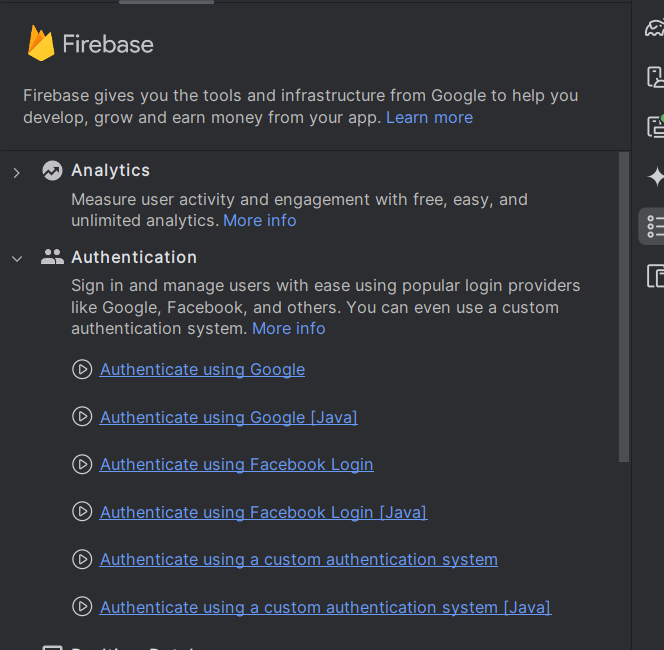 Firebase
Firebase gives you the tools and infrastructure from Google to help you
develop, grow and earn money from your app. Learn more
Analytics
Measure user activity and engagement with free, easy, and
unlimited analytics. More info
Authentication
Sign in and manage users with ease using popular login providers
like Google, Facebook, and others. You can even use a custom
authentication system. More info
Authenticate using Google
Authenticate using Google [Java]
Authenticate using Facebook Login
Authenticate using Facebook Login [Java]
Authenticate using a custom authentication system
Authenticate using a custom authentication system [Java]